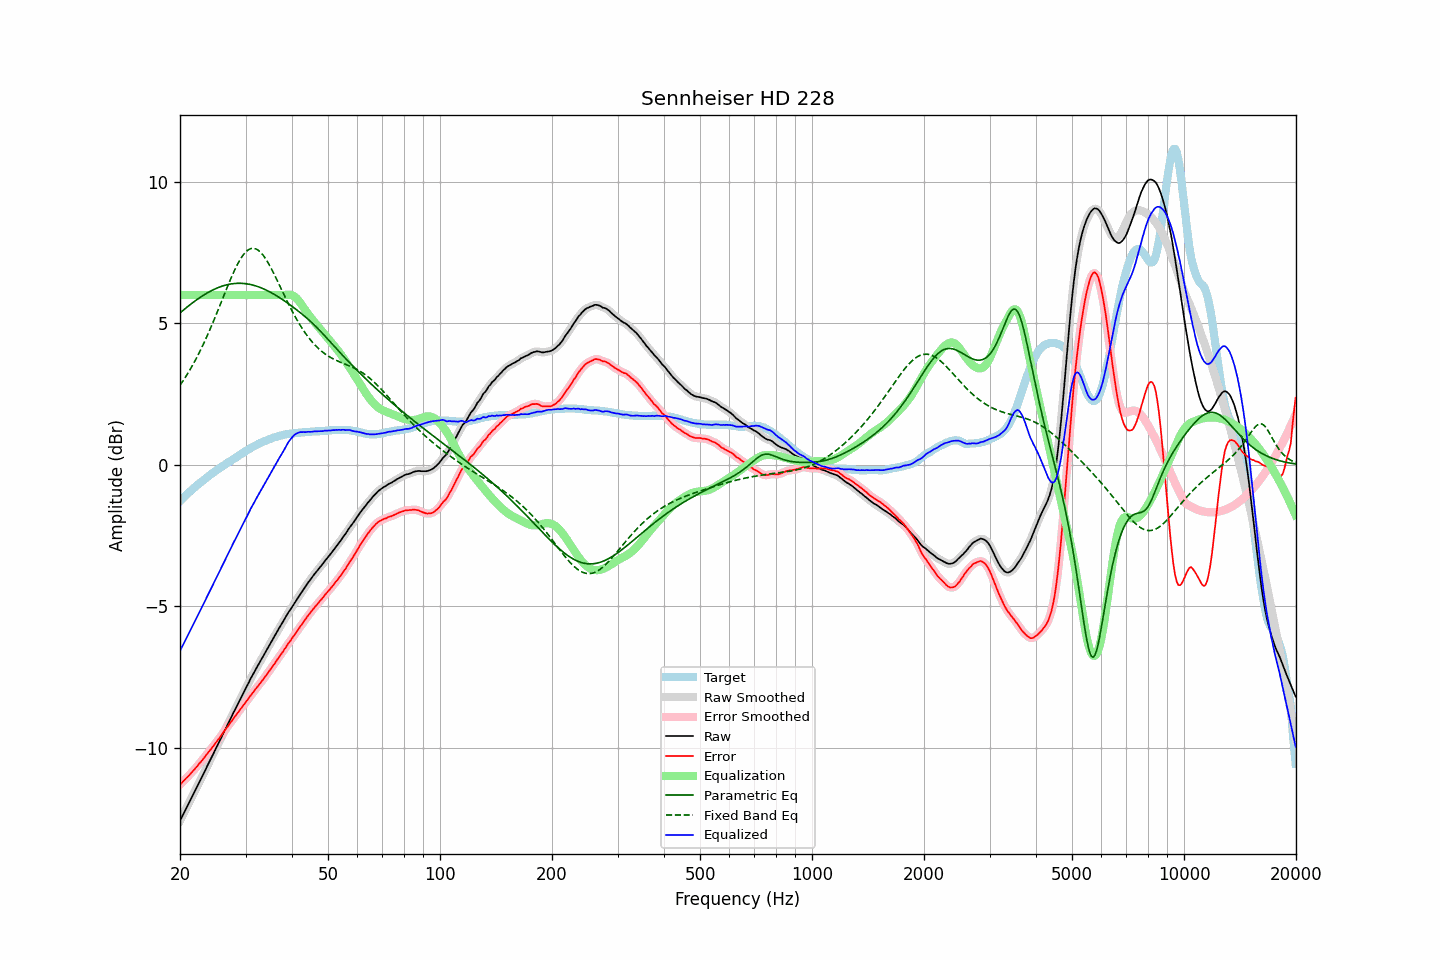 Sennheiser HD 228
Amplitude (dBr)
10
5
0
−5
−10
Target
Raw Smoothed
Error Smoothed
Raw
Error
Equalization
Parametric Eq
Fixed Band Eq
Equalized
20 50 100 200 500 1000 2000 5000 10000 20000
Frequency (Hz)